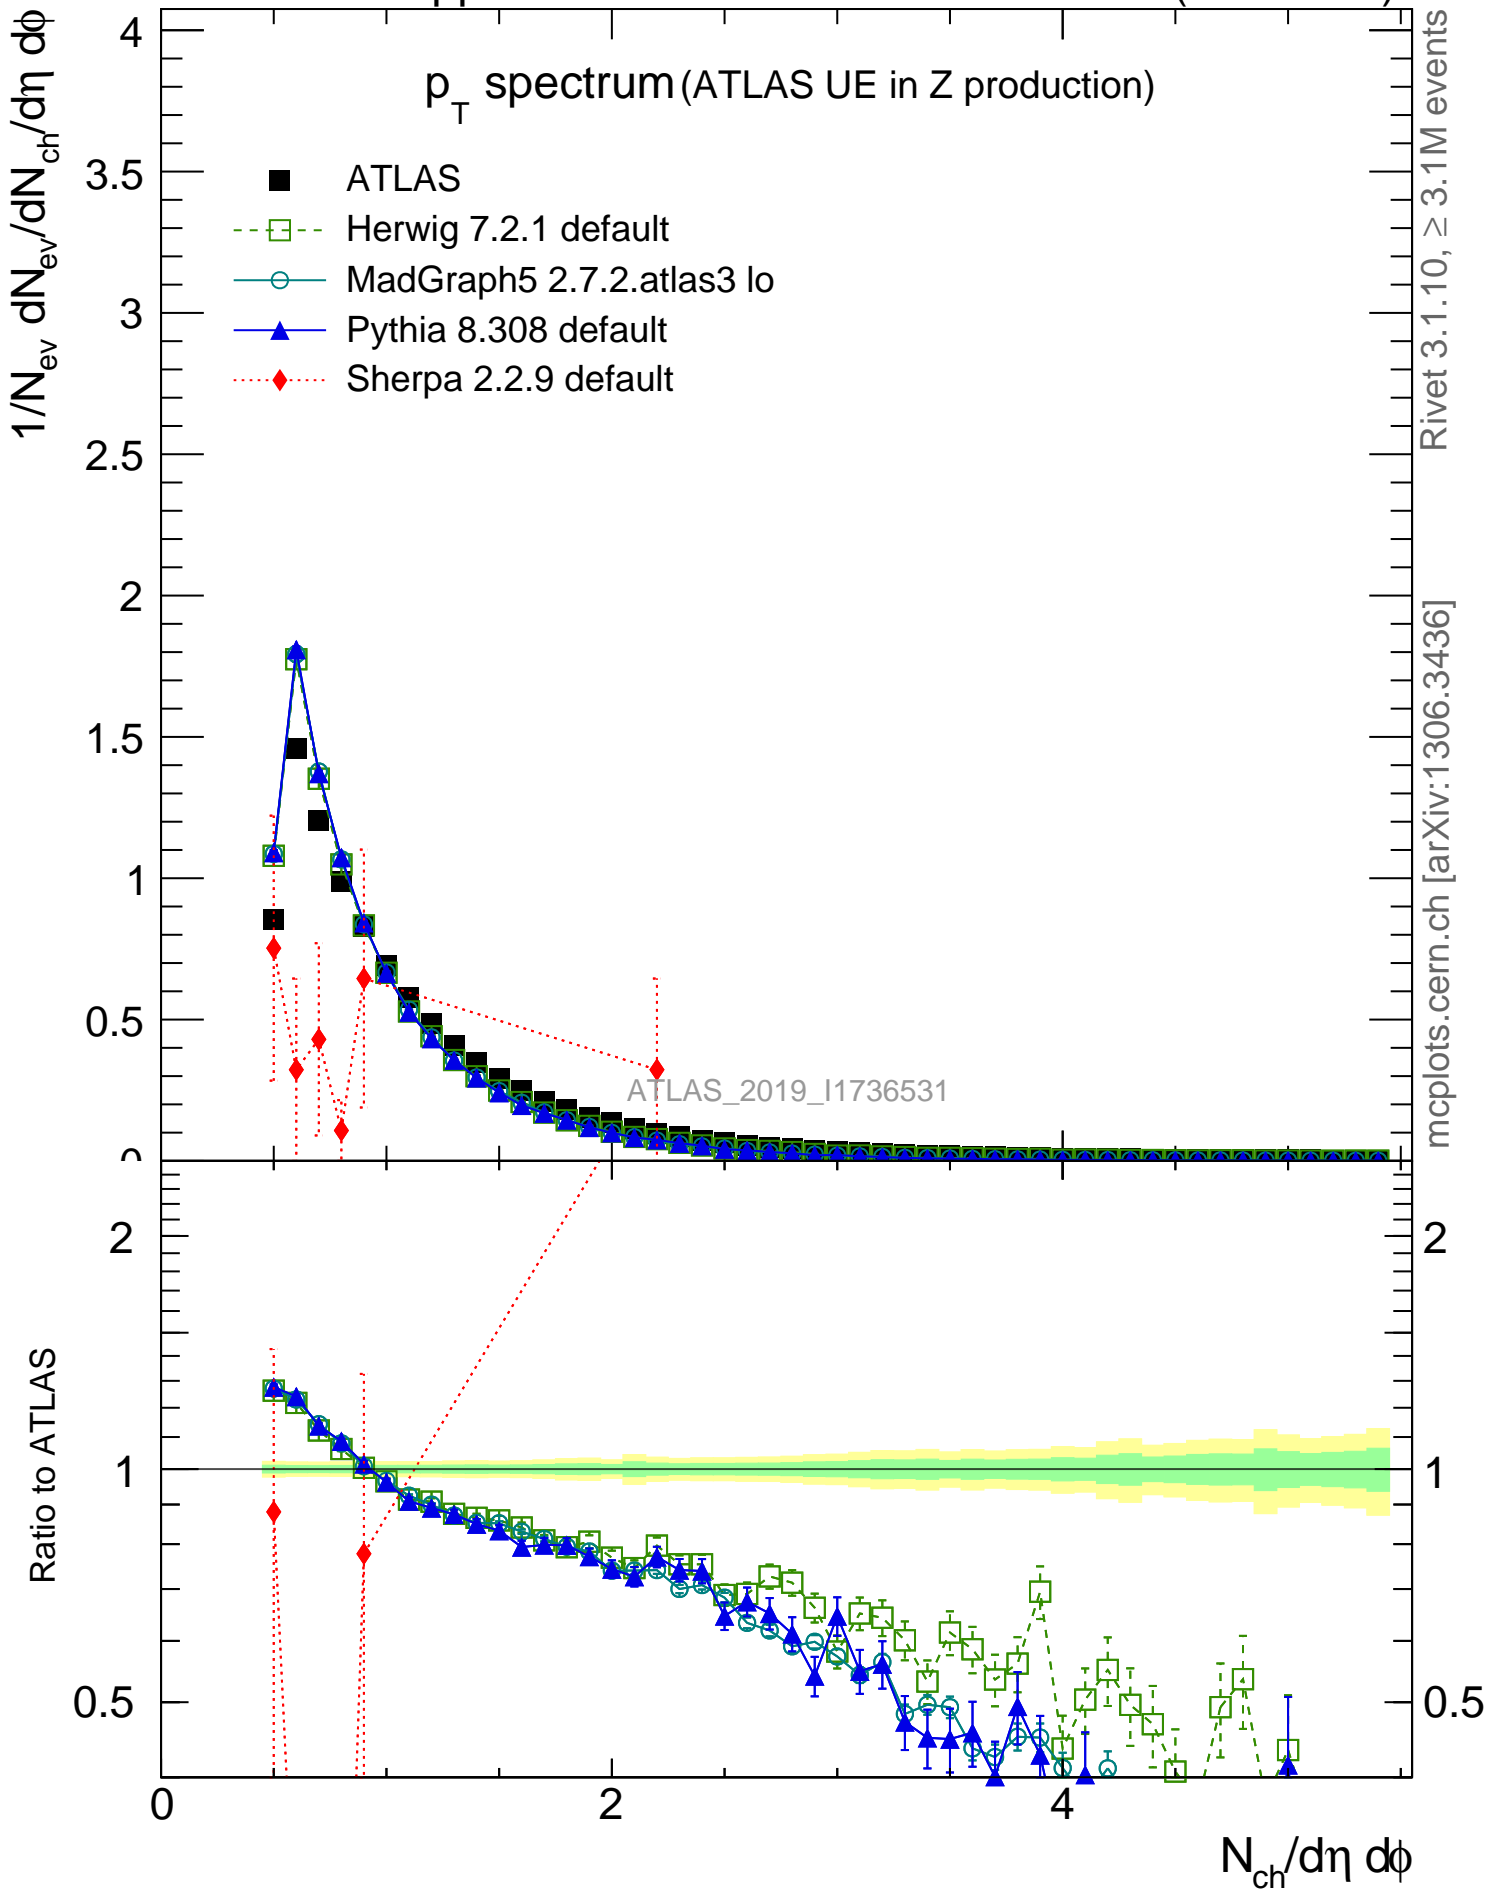 pp
p_T spectrum (ATLAS UE in Z production)
ATLAS
Herwig 7.2.1 default
MadGraph5 2.7.2.atlas3 lo
Pythia 8.308 default
Sherpa 2.2.9 default
1/N_ev dN_ev/dN_ch/dη dϕ
4
3.5
3
2.5
2
1.5
1
0.5
0
ATLAS_2019_I1736531
Rivet 3.1.10, ≥ 3.1M events
mcplots.cern.ch [arXiv:1306.3436]
Ratio to ATLAS
2
1
0.5
2
1
0.5
0
2
4
N_ch/dη dϕ